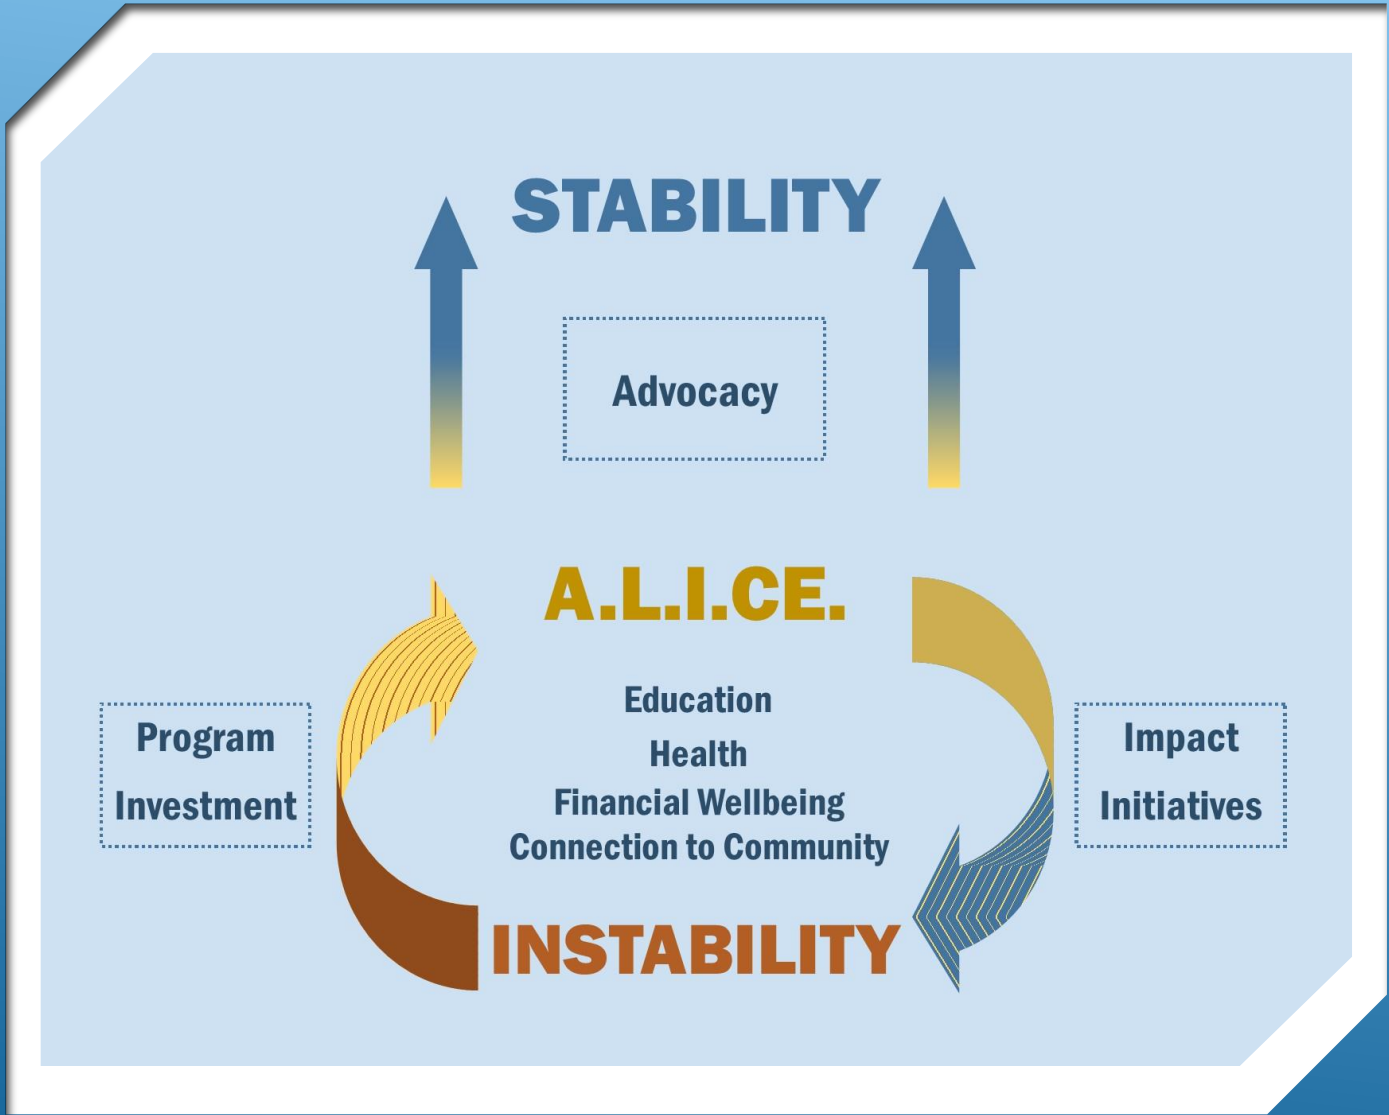 STABILITY
Advocacy
A.L.I.CE.
Education
Health
Financial Wellbeing
Connection to Community
Program
Investment
Impact
Initiatives
INSTABILITY